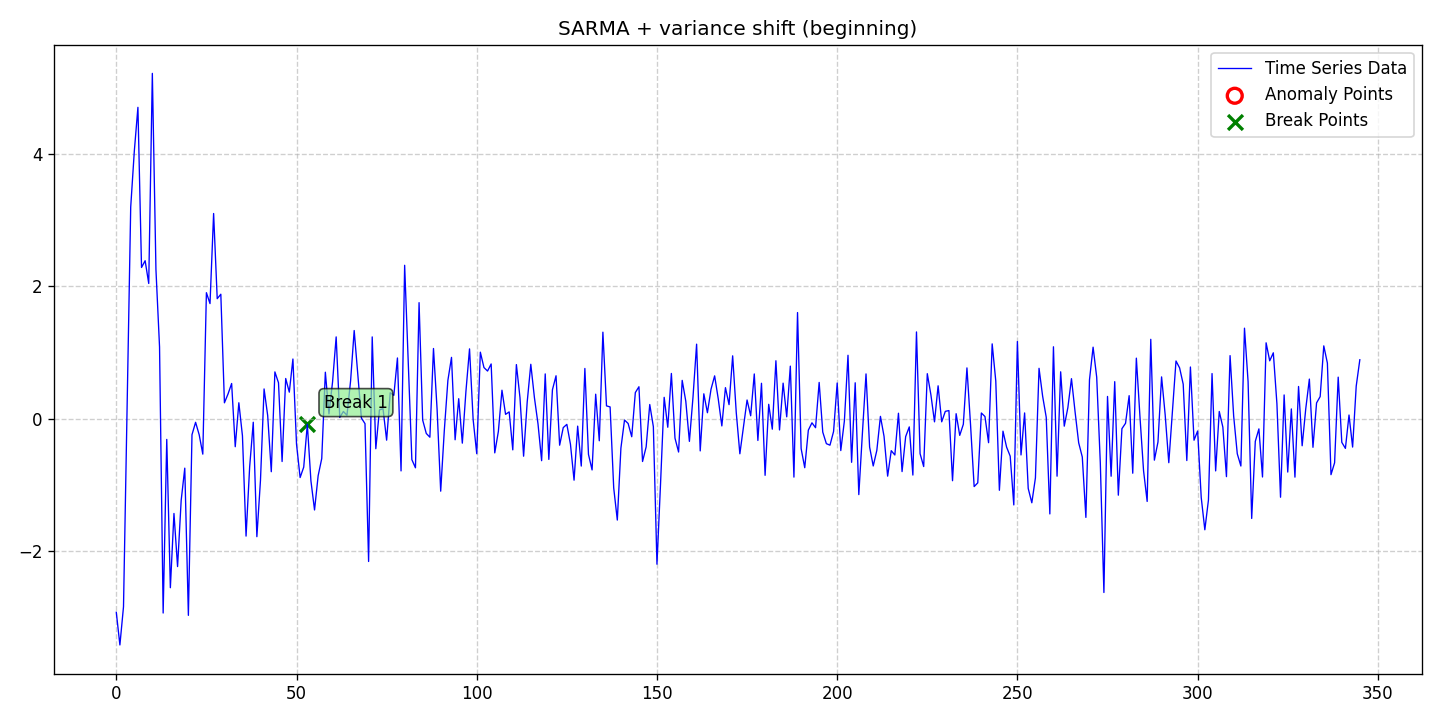 SARMA + variance shift (beginning)
Time Series Data
Anomaly Points
Break Points
Break 1
4
2
0
−2
0
50
100
150
200
250
300
350